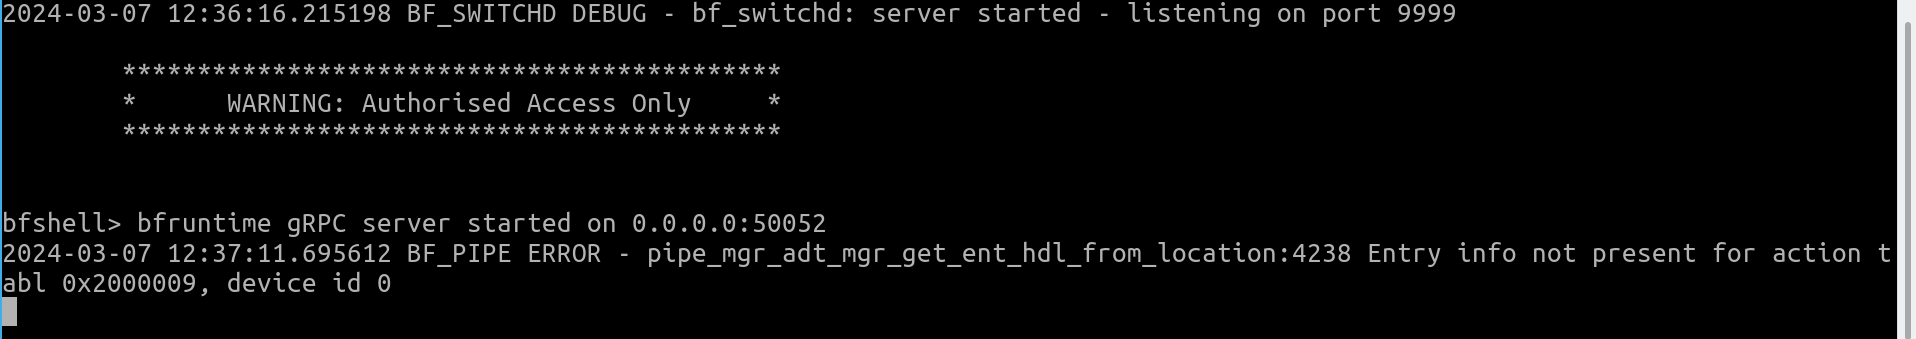 2024-03-07 12:36:16.215198 BF_SWITCHD DEBUG - bf_switchd: server started - listening on port 9999
********************************************
*      WARNING: Authorised Access Only     *
********************************************
bfshell> bfruntime gRPC server started on 0.0.0.0:50052
2024-03-07 12:37:11.695612 BF_PIPE ERROR - pipe_mgr_adt_mgr_get_ent_hdl_from_location:4238 Entry info not present for action t
abl 0x2000009, device id 0